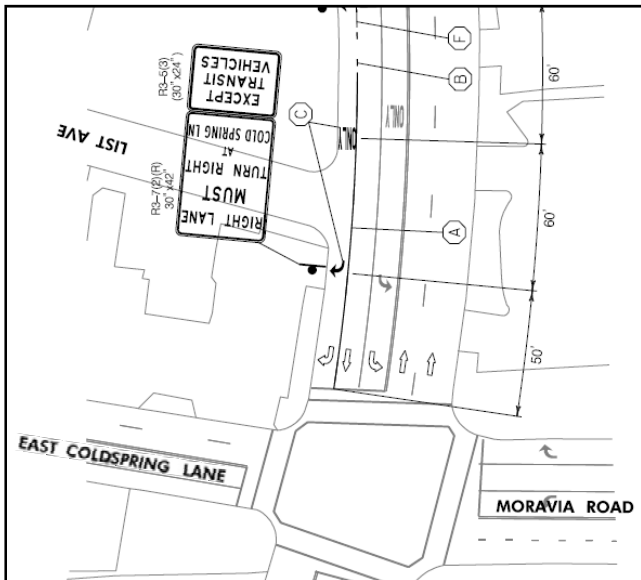 R3-5(3)
(30"x24")
EXCEPT
TRANSIT
VEHICLES
R3-7(2)(R)
30"x42"
RIGHT LANE
MUST
TURN RIGHT
AT
COLD SPRING LN
LIST AVE
C
ONLY
ONLY
F
B
A
60'
60'
50'
EAST COLDSPRING LANE
MORAVIA ROAD